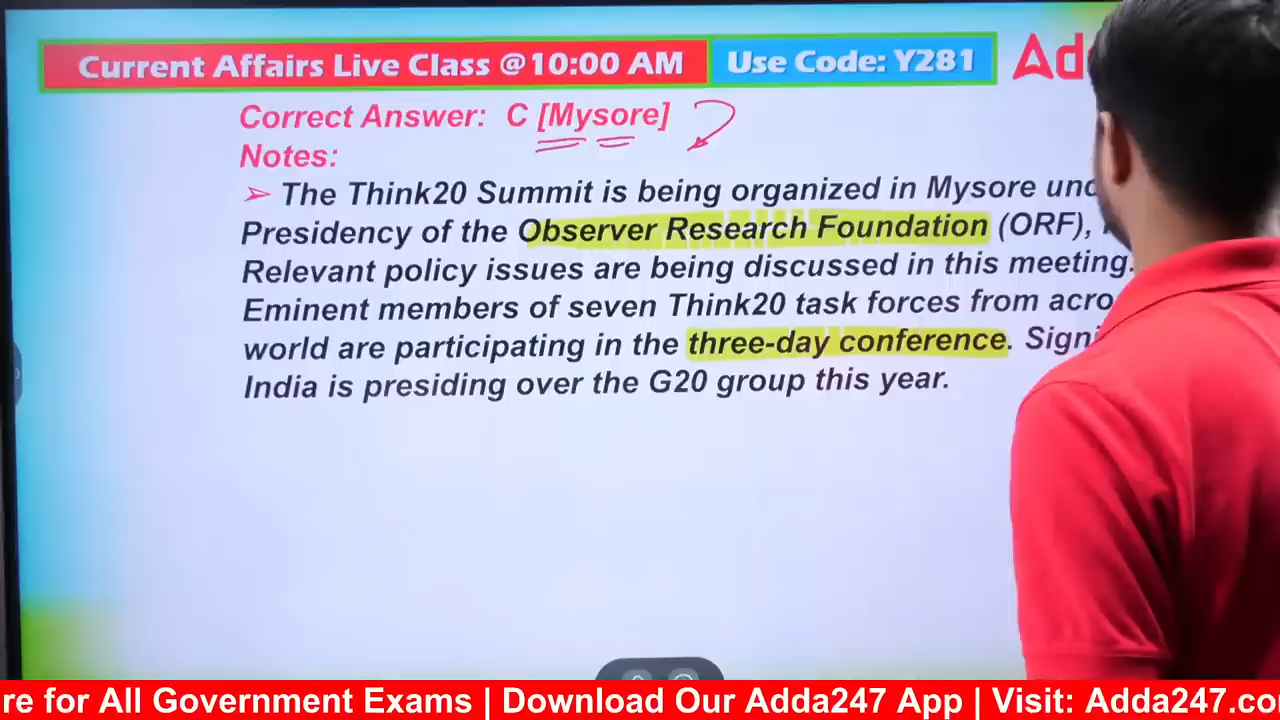 Current Affairs Live Class @10:00 AM Use Code: Y281
Correct Answer: C [Mysore]
Notes:
➢ The Think20 Summit is being organized in Mysore
Presidency of the Observer Research Foundation (ORF),
Relevant policy issues are being discussed in this meeting.
Eminent members of seven Think20 task forces from
world are participating in the three-day conference.
India is presiding over the G20 group this year.
for All Government Exams | Download Our Adda247 App | Visit: